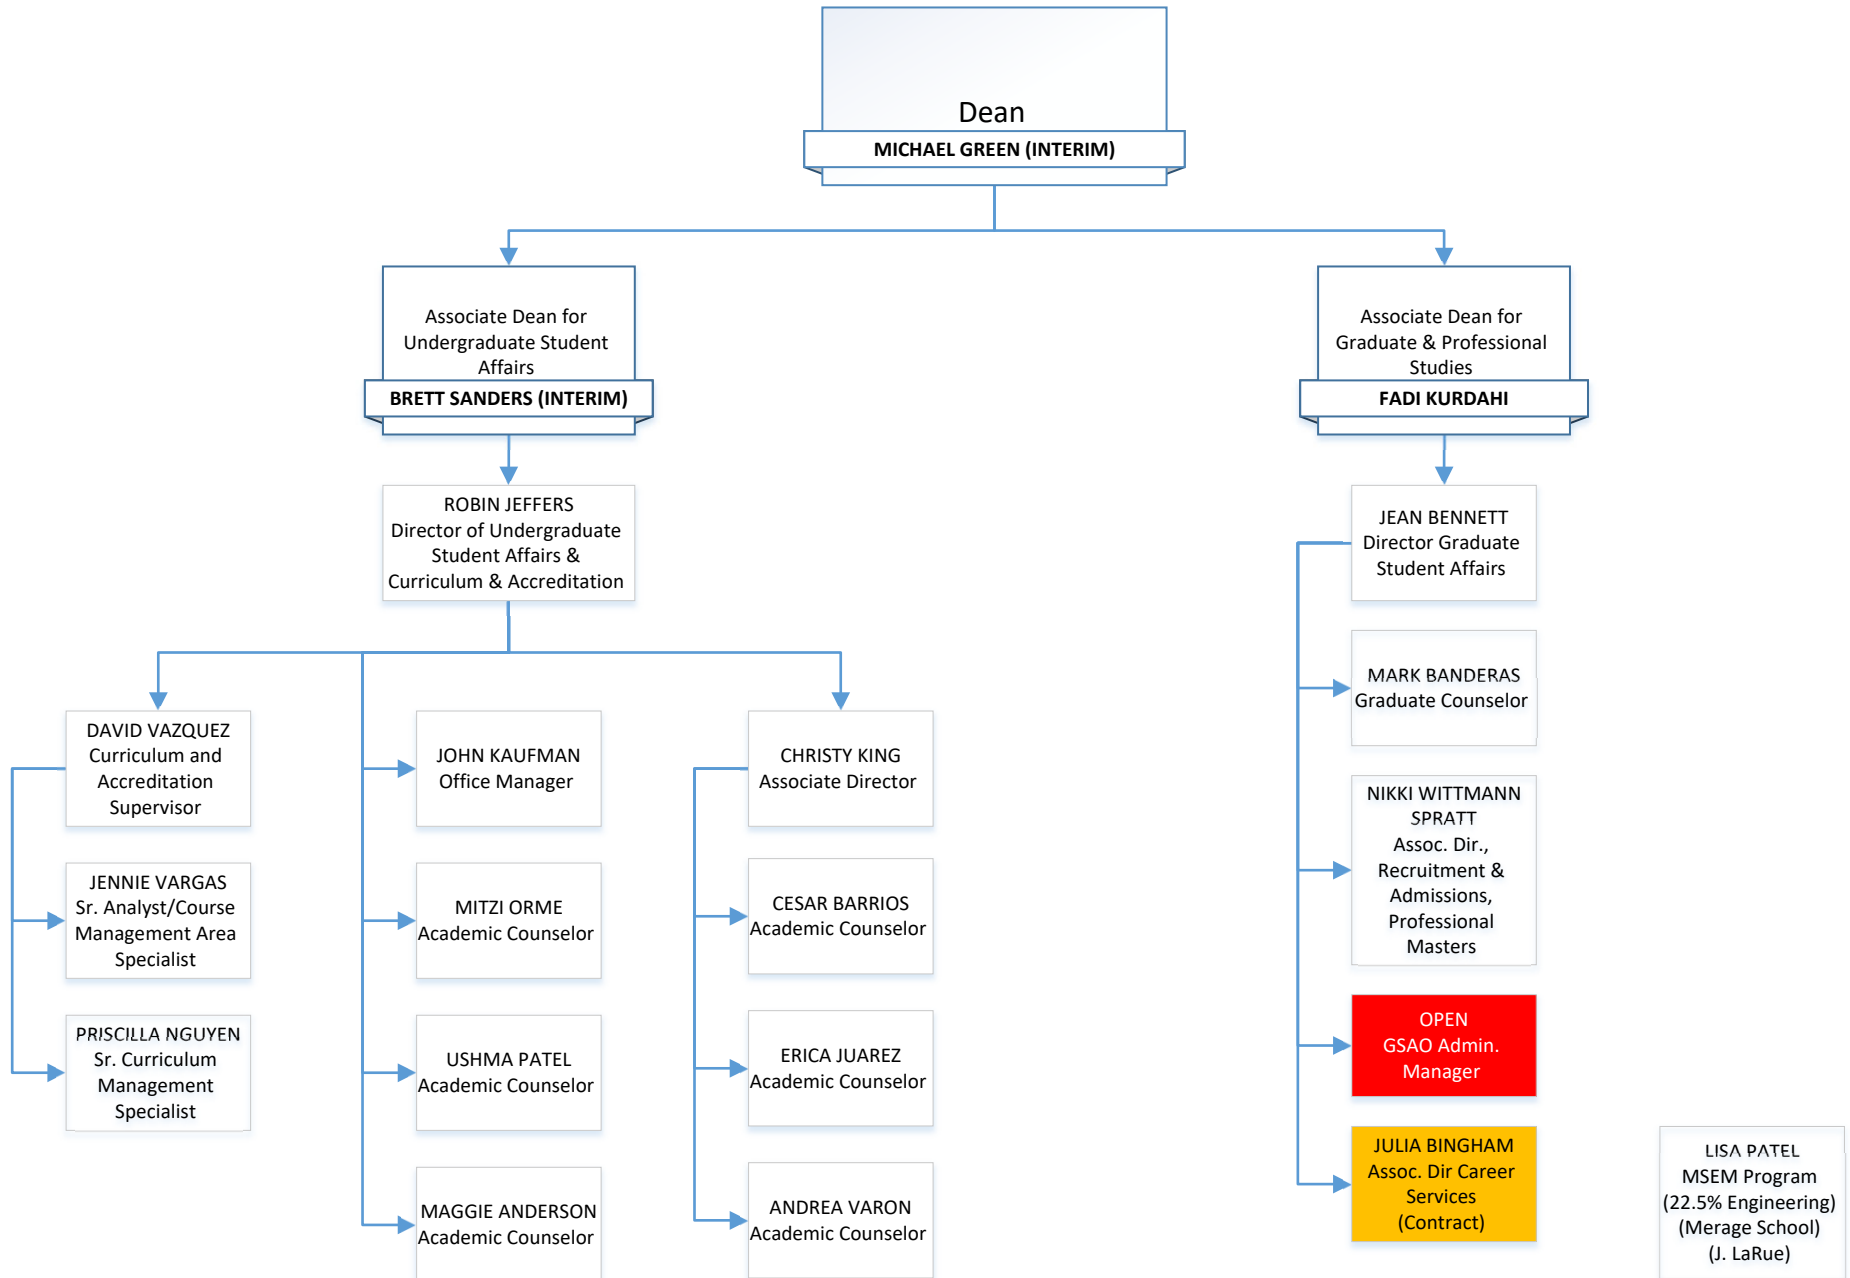 Dean
MICHAEL GREEN (INTERIM)
Associate Dean for
Undergraduate Student
Affairs
BRETT SANDERS (INTERIM)
Associate Dean for
Graduate & Professional
Studies
FADI KURDAHI
ROBIN JEFFERS
Director of Undergraduate
Student Affairs &
Curriculum & Accreditation
JEAN BENNETT
Director Graduate
Student Affairs
DAVID VAZQUEZ
Curriculum and
Accreditation
Supervisor
JENNIE VARGAS
Sr. Analyst/Course
Management Area
Specialist
PRISCILLA NGUYEN
Sr. Curriculum
Management
Specialist
JOHN KAUFMAN
Office Manager
MITZI ORME
Academic Counselor
USHMA PATEL
Academic Counselor
MAGGIE ANDERSON
Academic Counselor
CHRISTY KING
Associate Director
CESAR BARRIOS
Academic Counselor
ERICA JUAREZ
Academic Counselor
ANDREA VARON
Academic Counselor
MARK BANDERAS
Graduate Counselor
NIKKI WITTMANN
SPRATT
Assoc. Dir.,
Recruitment &
Admissions,
Professional
Masters
OPEN
GSAO Admin.
Manager
JULIA BINGHAM
Assoc. Dir Career
Services
(Contract)
LISA PATEL
MSEM Program
(22.5% Engineering)
(Merage School)
(J. LaRue)